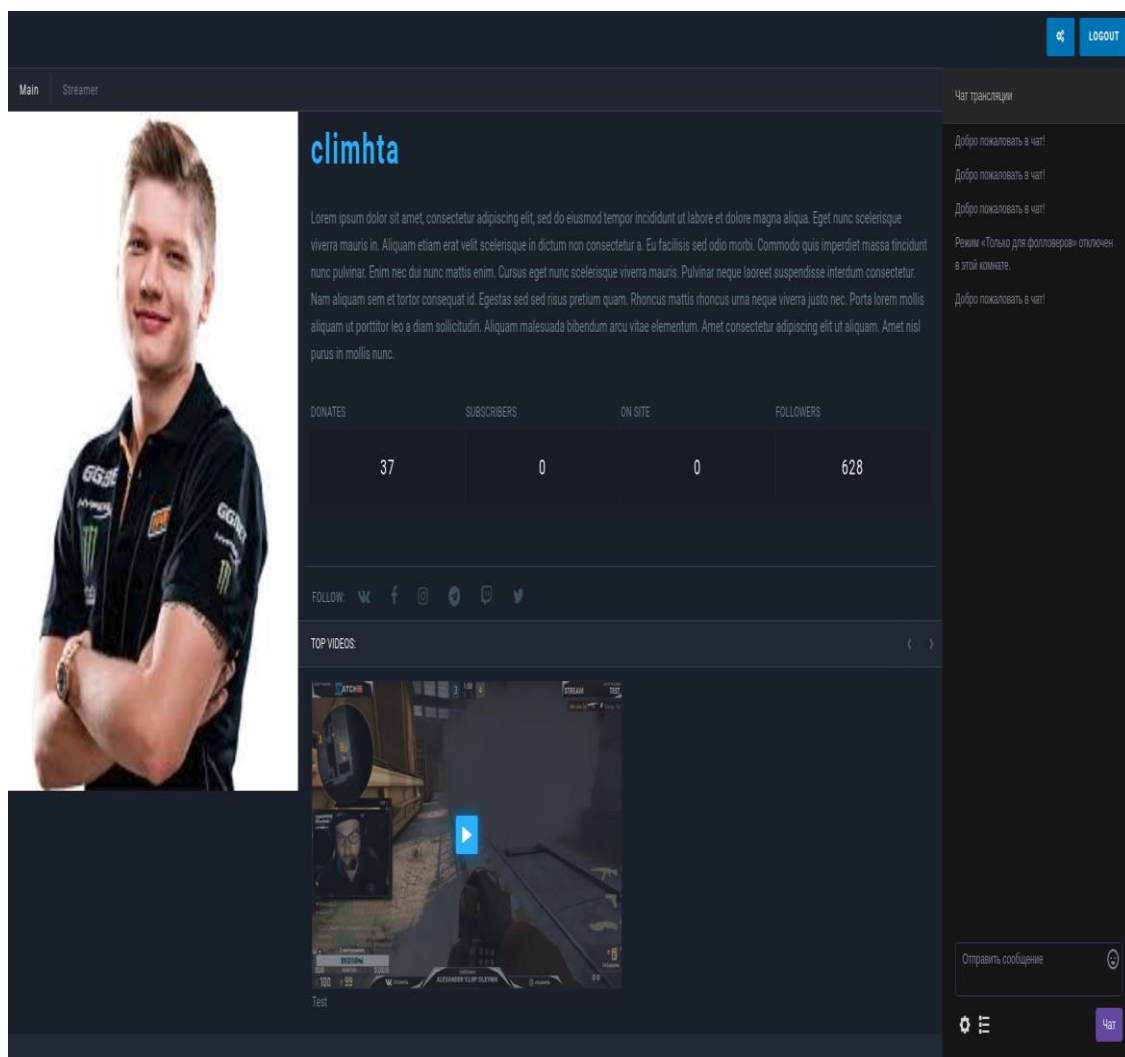 LOGOUT
Main
Streamer
climhta
Lorem ipsum dolor sit amet, consectetur adipiscing elit, sed do eiusmod tempor incididunt ut labore et dolore magna aliqua. Eget nunc scelerisque
viverra mauris in. Aliquam etiam erat velit scelerisque in dictum non consectetur a. Eu facilisis sed odio morbi. Commodo quis imperdiet massa tincidunt
nunc pulvinar. Enim nec dui nunc mattis enim. Cursus eget nunc scelerisque viverra mauris. Pulvinar neque laoreet suspendisse interdum consectetur.
Nam aliquam sem et tortor consequat id. Egestas sed sed risus pretium quam. Rhoncus mattis rhoncus urna neque viverra justo nec. Porta lorem mollis
aliquam ut porttitor leo a diam sollicitudin. Aliquam malesuada bibendum arcu vitae elementum. Amet consectetur adipiscing elit ut aliquam. Amet nisl
purus in mollis nunc.
DONATES SUBSCRIBERS ON SITE FOLLOWERS
37 0 0 628
FOLLOW:
TOP VIDEOS:
STREAM TEST
3 1:08 4
100 99
ALEXANDER
Test
Чат трансляции
Добро пожаловать в чат!
Добро пожаловать в чат!
Добро пожаловать в чат!
Режим «Только для фолловеров» отключен
в этой комнате.
Добро пожаловать в чат!
Отправить сообщение
Чат